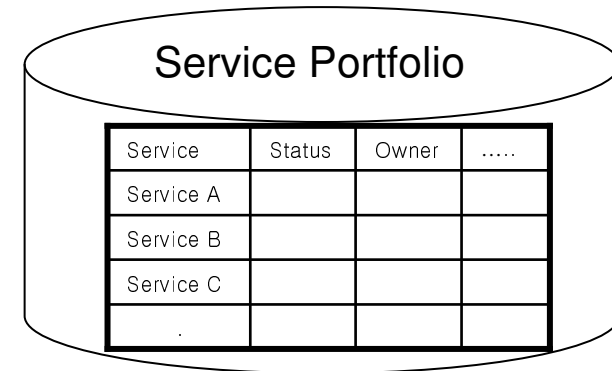 Service Portfolio
Service Status Owner .....
Service A
Service B
Service C
.